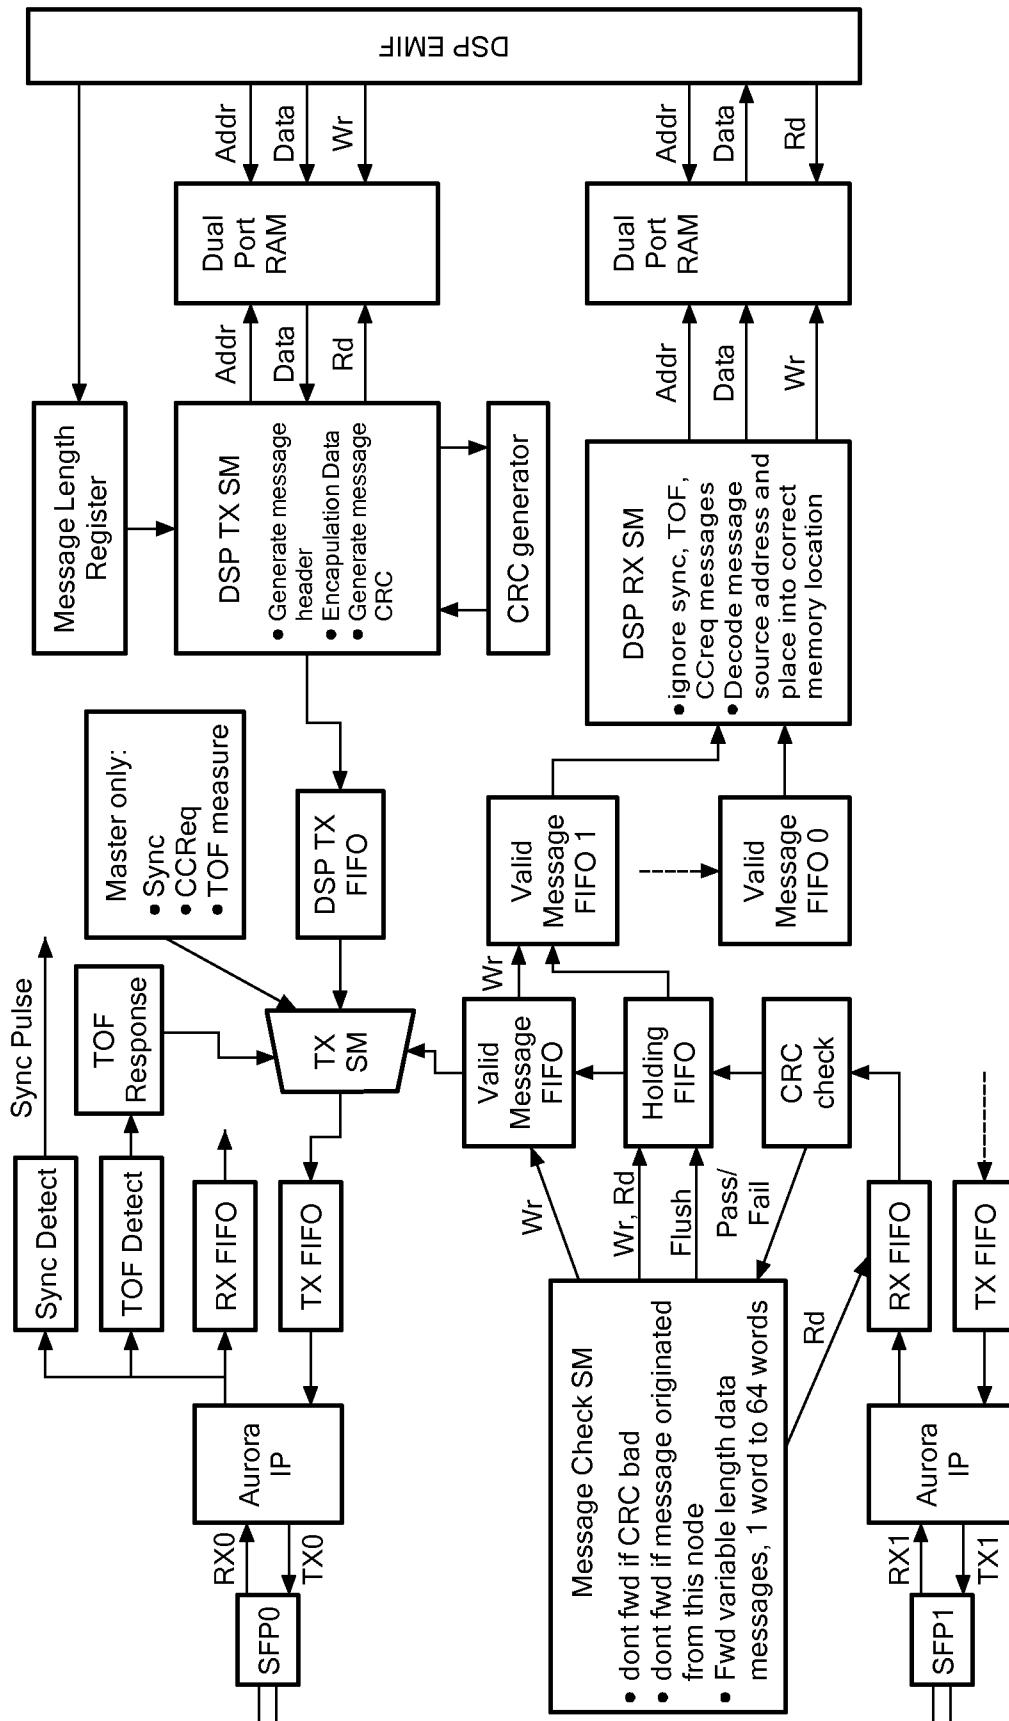 SFP0
RX0
TX0
Aurora
IP
Sync Detect
TOF Detect
RX FIFO
TX FIFO
Sync Pulse
TOF
Response
TX
SM
Master only:
• Sync
• CCReq
• TOF measure
DSP TX
FIFO
Message Length
Register
DSP TX SM
• Generate message
header
• Encapulation Data
• Generate message
CRC
CRC generator
Addr
Data
Rd
Dual
Port
RAM
Addr
Data
Wr
DSP EMIF
Message Check SM
• dont fwd if CRC bad
• dont fwd if message originated
from this node
• Fwd variable length data
messages, 1 word to 64 words
Wr
Wr, Rd
Flush
Pass/
Fail
Rd
Valid
Message
FIFO
Holding
FIFO
CRC
check
Wr
Valid
Message
FIFO 1
Valid
Message
FIFO 0
DSP RX SM
• ignore sync, TOF,
CCreq messages
• Decode message
source address and
place into correct
memory location
Addr
Data
Wr
Dual
Port
RAM
Addr
Data
Rd
SFP1
RX1
TX1
Aurora
IP
RX FIFO
TX FIFO